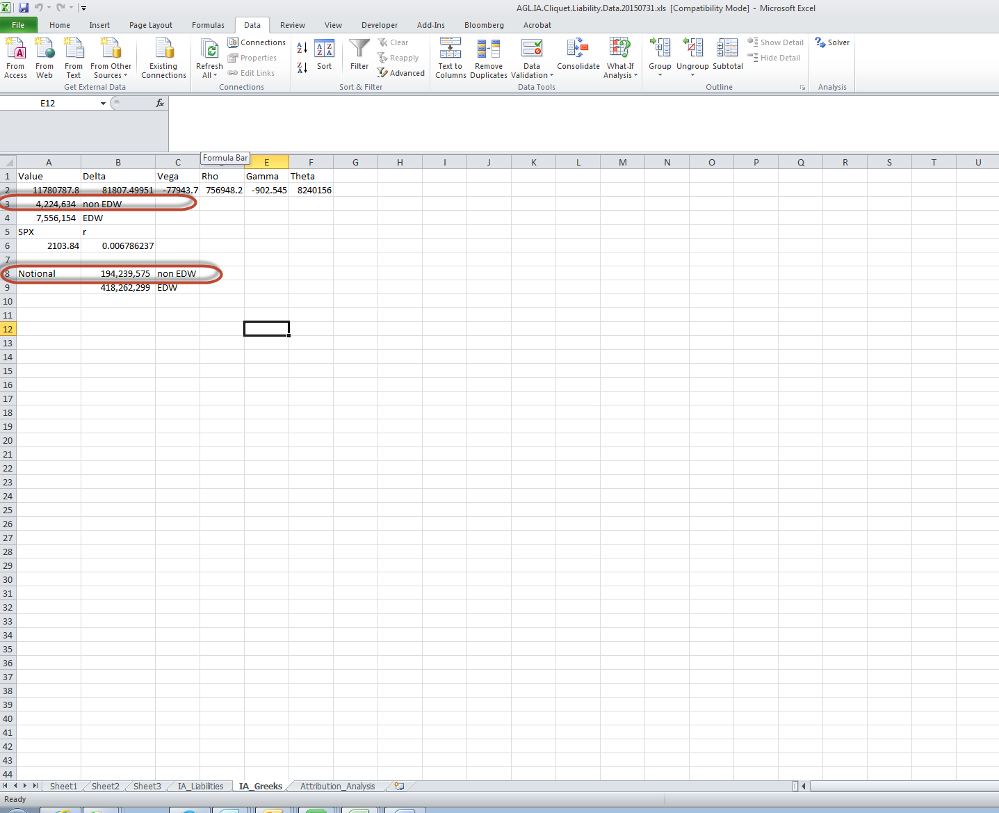 AGL.IA.Cliquet.Liability.Data.20150731.xls [Compatibility Mode] - Microsoft Excel
File Home Insert Page Layout Formulas Data Review View Developer Add-Ins Bloomberg Acrobat
From Access From Web From Text From Other Sources Existing Connections Refresh All Connections Properties Edit Links Sort Filter Clear Reapply Advanced Text to Columns Remove Duplicates Data Validation Consolidate What-If Analysis Group Ungroup Subtotal Show Detail Hide Detail Solver
Get External Data Connections Sort & Filter Data Tools Outline Analysis
E12 fx
Formula Bar
A B C E F G H I J K L M N O P Q R S T U
1 Value Delta Vega Rho Gamma Theta
2 11780787.8 81807.49951 -77943.7 756948.2 -902.545 8240156
3 4,224,634 non EDW
4 7,556,154 EDW
5 SPX r
6 2103.84 0.006786237
7
8 Notional 194,239,575 non EDW
9 418,262,299 EDW
10
11
12
13
14
15
16
17
18
19
20
21
22
23
24
25
26
27
28
29
30
31
32
33
34
35
36
37
38
39
40
41
42
43
44
Sheet1 Sheet2 Sheet3 IA_Liabilities IA_Greeks Attribution_Analysis
Ready